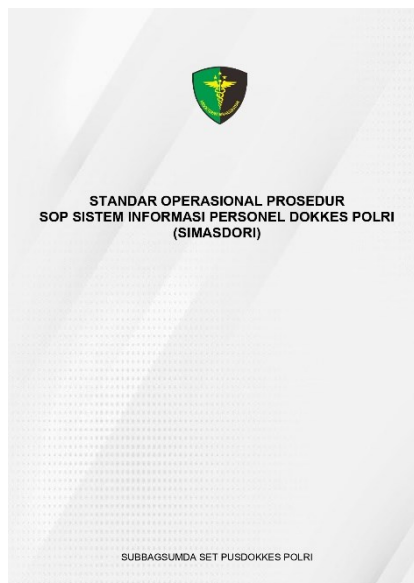 STANDAR OPERASIONAL PROSEDUR
SOP SISTEM INFORMASI PERSONEL DOKKES POLRI
(SIMASDORI)
SUBBAGSUMDA SET PUSDOKKES POLRI